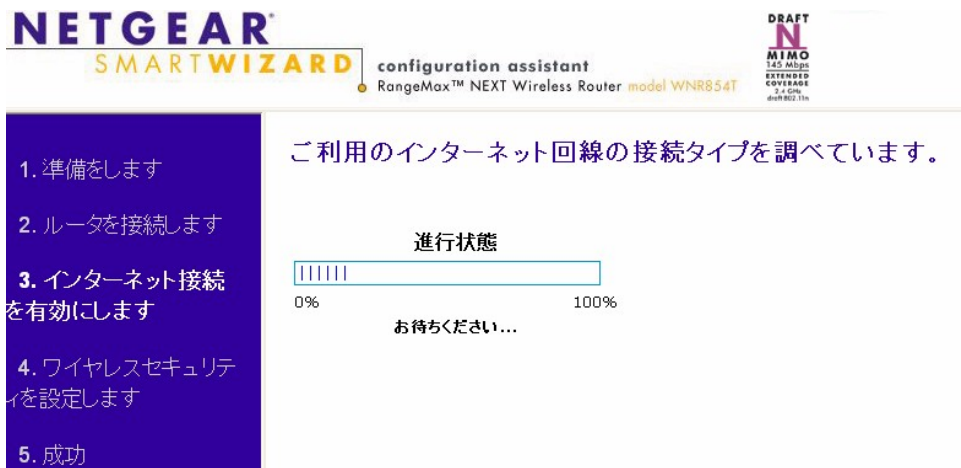 NETGEAR®
SMARTWIZARD
configuration assistant
RangeMax™ NEXT Wireless Router model WNR854T
DRAFT
N
MIMO
145 Mbps
EXTENDED
COVERAGE
2.4 GHz
draft 802.11n
1. 準備をします
2. ルータを接続します
3. インターネット接続
を有効にします
4. ワイヤレスセキュリテ
ィを設定します
5. 成功
ご利用のインターネット回線の接続タイプを調べています。
進行状態
0% 100%
お待ちください...